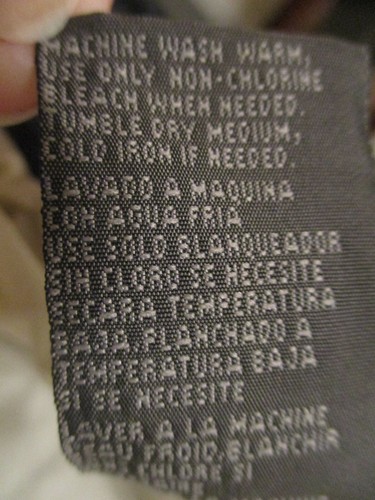 MACHINE WASH WARM,
USE ONLY NON-CHLORINE
BLEACH WHEN NEEDED.
TUMBLE DRY MEDIUM,
COLD IRON IF NEEDED.
LAVADO A MAQUINA
CON AGUA FRIA
USE SOLO BLANQUEADOR
SIN CLORO SE NECESITE
SECARA TEMPERATURA
BAJA.PLANCHADO A
TEMPERATURA BAJA
SI SE NECESITE
LAVER A LA MACHINE
EAU FROID.BLANCHIR
CHLORE SI